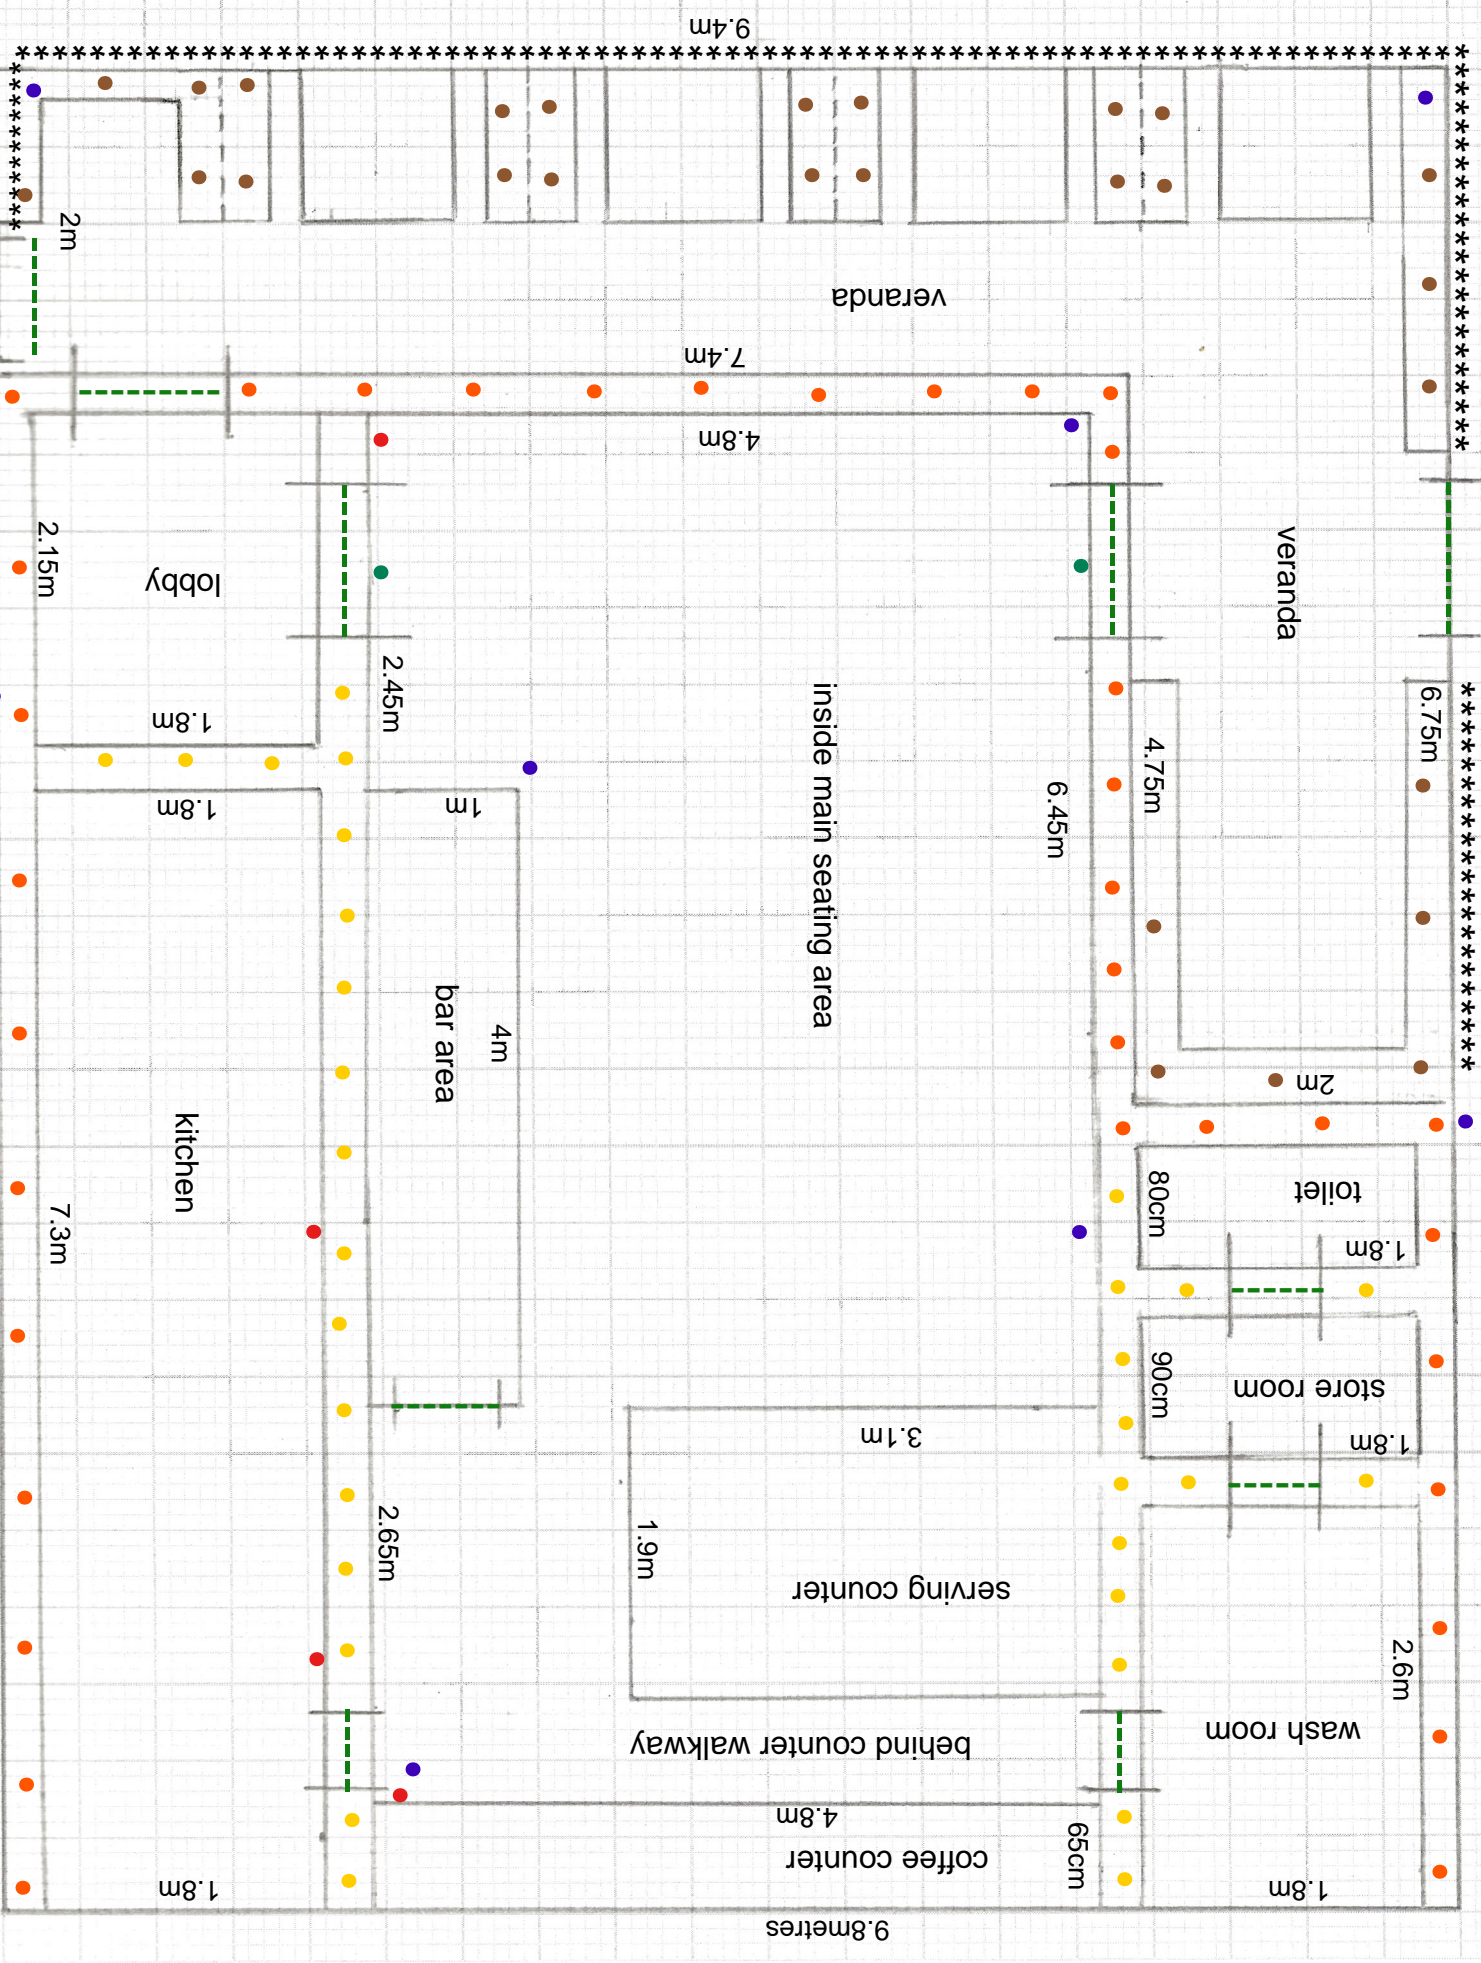 9.4m
2m
veranda
7.4m
4.8m
2.15m
lobby
veranda
2.45m
1.8m
6.75m
inside main seating area
4.75m
6.45m
1.8m
1m
bar area
4m
2m
kitchen
80cm
toilet
7.3m
1.8m
90cm
store room
3.1m
1.8m
2.65m
1.9m
serving counter
2.6m
wash room
behind counter walkway
4.8m
65cm
coffee counter
1.8m
1.8m
9.8metres